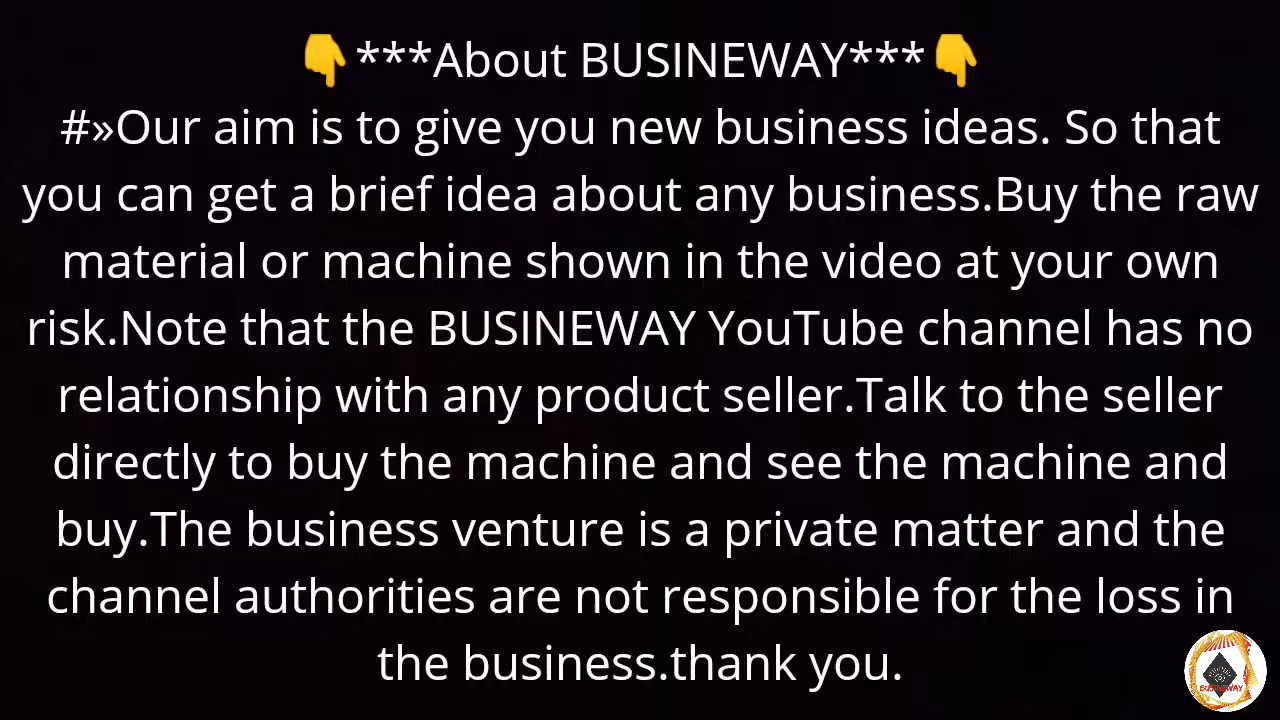 👇***About BUSINEWAY***👇
#»Our aim is to give you new business ideas. So that
you can get a brief idea about any business.Buy the raw
material or machine shown in the video at your own
risk.Note that the BUSINEWAY YouTube channel has no
relationship with any product seller.Talk to the seller
directly to buy the machine and see the machine and
buy.The business venture is a private matter and the
channel authorities are not responsible for the loss in
the business.thank you.